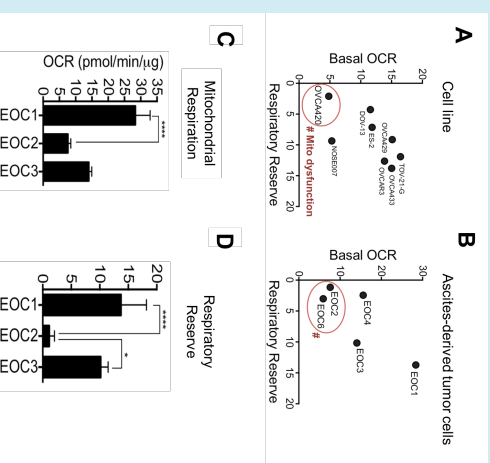 A
Cell line
Basal OCR
20
15
10
5
0
0
5
10
15
20
Respiratory Reserve
OVCA420
# Mito dysfunction
NOSE007
DOV-13
ES-2
OVCA429
TOV-21-G
OVCA433
OVCAR3
B
Ascites-derived tumor cells
Basal OCR
30
20
10
0
0
5
10
15
20
Respiratory Reserve
EOC1
EOC4
EOC3
EOC2
EOC6
#
C
Mitochondrial
Respiration
OCR (pmol/min/µg)
35
30
25
20
15
10
5
0
****
EOC1
EOC2
EOC3
D
Respiratory
Reserve
20
15
10
5
0
****
*
EOC1
EOC2
EOC3